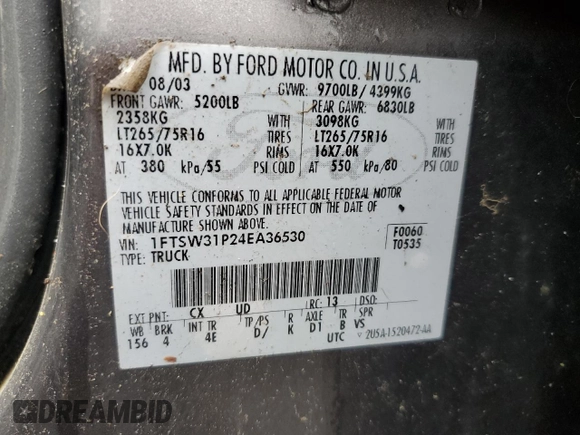 MFD. BY FORD MOTOR CO. IN U.S.A.
08/03 GVWR: 9700LB/ 4399KG
FRONT GAWR: 5200LB REAR GAWR: 6830LB
2358KG WITH 3098KG WITH
LT265/75R16 TIRES LT265/75R16 TIRES
16X7.0K RIMS 16X7.0K RIMS
AT 380 kPa/55 PSI COLD AT 550 kPa/80 PSI COLD
THIS VEHICLE CONFORMS TO ALL APPLICABLE FEDERAL MOTOR
VEHICLE SAFETY STANDARDS IN EFFECT ON THE DATE OF
MANUFACTURE SHOWN ABOVE.
VIN: 1FTSW31P24EA36530 F0060
TYPE: TRUCK T0535
EXT PNT: CX UD RC: 13 DSO:
WB BRK INT TR TP/PS R AXLE TR SPR
156 4 4E D/ K D1 B VS
UTC 2USA-1520472-AA
Ford
DREAMBID